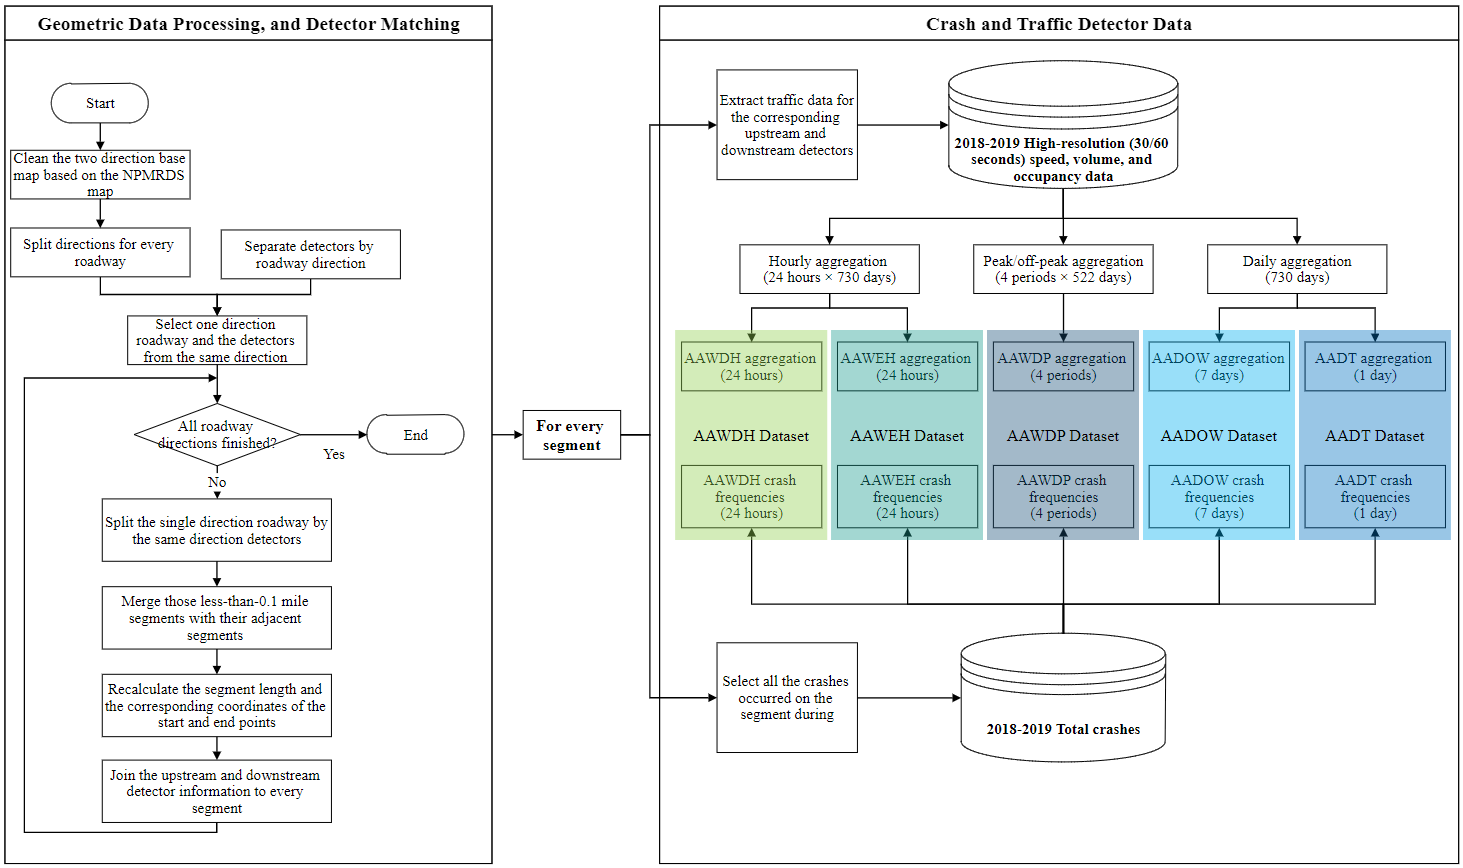 Geometric Data Processing, and Detector Matching
Start
Clean the two direction base
map based on the NPMRDS
map
Split directions for every
roadway
Separate detectors by
roadway direction
Select one direction
roadway and the detectors
from the same direction
All roadway
directions finished?
Yes
End
No
Split the single direction roadway by
the same direction detectors
Merge those less-than-0.1 mile
segments with their adjacent
segments
Recalculate the segment length and
the corresponding coordinates of the
start and end points
Join the upstream and downstream
detector information to every
segment
For every
segment
Crash and Traffic Detector Data
Extract traffic data for
the corresponding
upstream and
downstream detectors
2018-2019 High-resolution (30/60
seconds) speed, volume, and
occupancy data
Hourly aggregation
(24 hours × 730 days)
Peak/off-peak aggregation
(4 periods × 522 days)
Daily aggregation
(730 days)
AAWDH aggregation
(24 hours)
AAWEH aggregation
(24 hours)
AAWDP aggregation
(4 periods)
AADOW aggregation
(7 days)
AADT aggregation
(1 day)
AAWDH Dataset
AAWEH Dataset
AAWDP Dataset
AADOW Dataset
AADT Dataset
AAWDH crash
frequencies
(24 hours)
AAWEH crash
frequencies
(24 hours)
AAWDP crash
frequencies
(4 periods)
AADOW crash
frequencies
(7 days)
AADT crash
frequencies
(1 day)
Select all the crashes
occurred on the
segment during
2018-2019 Total crashes